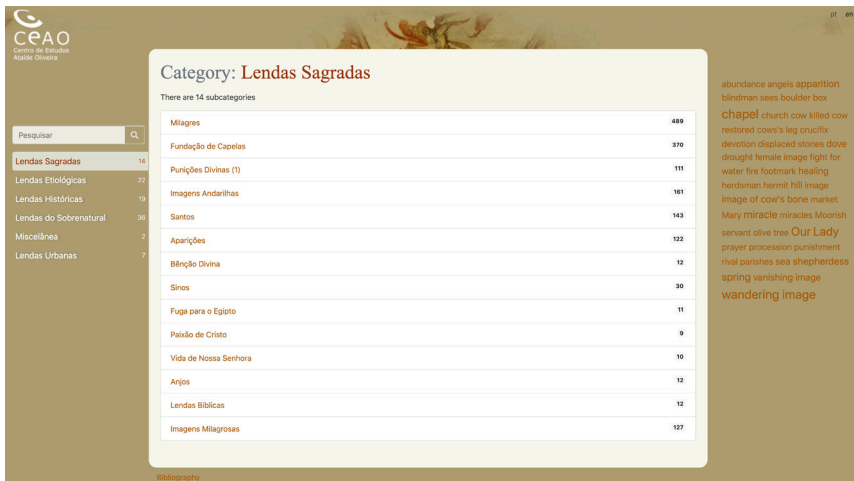 CeAO
Centro de Estudos
Ataíde Oliveira
pt en
Pesquisar
Lendas Sagradas 14
Lendas Etiológicas 22
Lendas Históricas 19
Lendas do Sobrenatural 36
Miscelânea 2
Lendas Urbanas 7
Category: Lendas Sagradas
There are 14 subcategories
Milagres 489
Fundação de Capelas 370
Punições Divinas (1) 111
Imagens Andarilhas 161
Santos 143
Aparições 122
Bênção Divina 12
Sinos 30
Fuga para o Egipto 11
Paixão de Cristo 9
Vida de Nossa Senhora 10
Anjos 12
Lendas Bíblicas 12
Imagens Milagrosas 127
abundance angels apparition
blindman sees boulder box
chapel church cow killed cow
restored cows's leg crucifix
devotion displaced stones dove
drought female image fight for
water fire footmark healing
herdsman hermit hill image
image of cow's bone market
Mary miracle miracles Moorish
servant olive tree Our Lady
prayer procession punishment
rival parishes sea shepherdess
spring vanishing image
wandering image
Bibliography